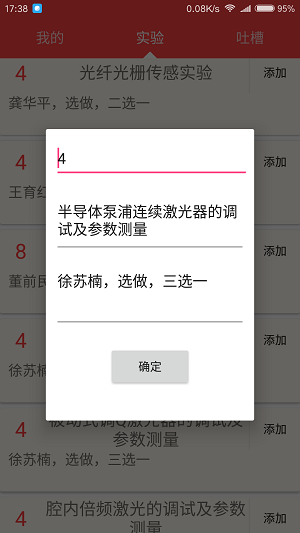 17:38 0.08K/s 95%
我的 实验 吐槽
4 光纤光栅传感实验 添加
龚华平，选做，二选一
4 添加
王育红
8 添加
董前民
4 添加
徐苏楠
4
半导体泵浦连续激光器的调
试及参数测量
徐苏楠，选做，三选一
确定
4 被动式调Q激光器的调试及 添加
参数测量
徐苏楠，选做，三选一
4 腔内倍频激光的调试及参数 添加
测量